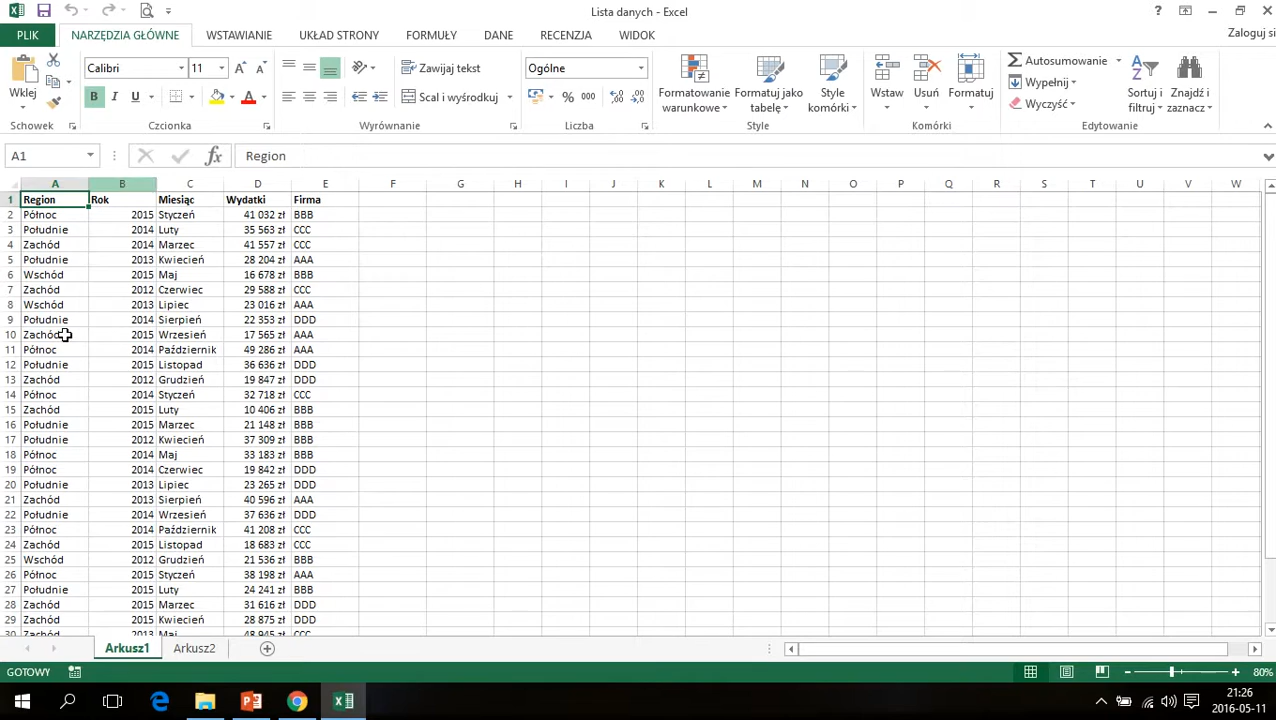 Lista danych - Excel
?
PLIK NARZĘDZIA GŁÓWNE WSTAWIANIE UKŁAD STRONY FORMUŁY DANE RECENZJA WIDOK Zaloguj si
Wklej
Calibri 11
B I U A
Zawijaj tekst
Scal i wyśrodkuj
Ogólne
% 000
Formatowanie warunkowe
Formatuj jako tabelę
Style komórki
Wstaw Usuń Formatuj
Autosumowanie
Wypełnij
Wyczyść
Sortuj i filtruj
Znajdź i zaznacz
Schowek Czcionka Wyrównanie Liczba Style Komórki Edytowanie
A1 fx Region
A B C D E F G H I J K L M N O P Q R S T U V W
1 Region Rok Miesiąc Wydatki Firma
2 Północ 2015 Styczeń 41 032 zł BBB
3 Południe 2014 Luty 35 563 zł CCC
4 Zachód 2014 Marzec 41 557 zł CCC
5 Południe 2013 Kwiecień 28 204 zł AAA
6 Wschód 2015 Maj 16 678 zł BBB
7 Zachód 2012 Czerwiec 29 588 zł CCC
8 Wschód 2013 Lipiec 23 016 zł AAA
9 Południe 2014 Sierpień 22 353 zł DDD
10 Zachód 2015 Wrzesień 17 565 zł AAA
11 Północ 2014 Październik 49 286 zł AAA
12 Południe 2015 Listopad 36 636 zł DDD
13 Zachód 2012 Grudzień 19 847 zł DDD
14 Północ 2014 Styczeń 32 718 zł CCC
15 Zachód 2015 Luty 10 406 zł BBB
16 Południe 2015 Marzec 21 148 zł BBB
17 Południe 2012 Kwiecień 37 309 zł BBB
18 Północ 2014 Maj 33 183 zł BBB
19 Północ 2014 Czerwiec 19 842 zł DDD
20 Południe 2013 Lipiec 23 265 zł DDD
21 Zachód 2013 Sierpień 40 596 zł AAA
22 Południe 2014 Wrzesień 37 636 zł DDD
23 Północ 2014 Październik 41 208 zł CCC
24 Zachód 2015 Listopad 18 683 zł CCC
25 Wschód 2012 Grudzień 21 536 zł BBB
26 Północ 2015 Styczeń 38 198 zł AAA
27 Południe 2015 Luty 24 241 zł BBB
28 Zachód 2015 Marzec 31 616 zł DDD
29 Zachód 2015 Kwiecień 28 875 zł DDD
30 Zachód 2013 Maj 48 945 zł CCC
Arkusz1 Arkusz2
GOTOWY 80%
21:26
2016-05-11